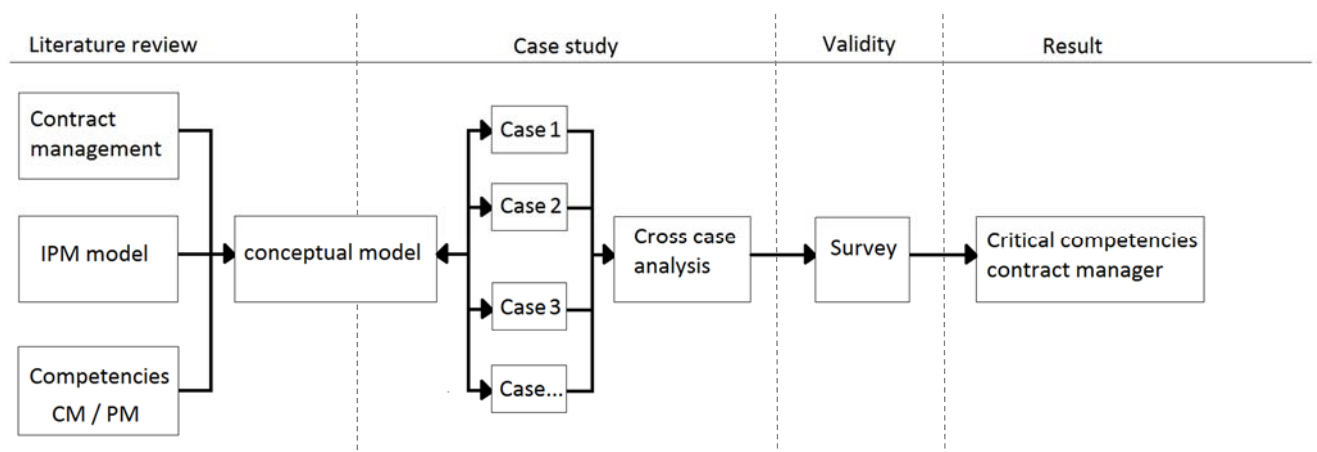 Literature review
Case study
Validity
Result
Contract
management
IPM model
Competencies
CM / PM
conceptual model
Case 1
Case 2
Case 3
Case...
Cross case
analysis
Survey
Critical competencies
contract manager